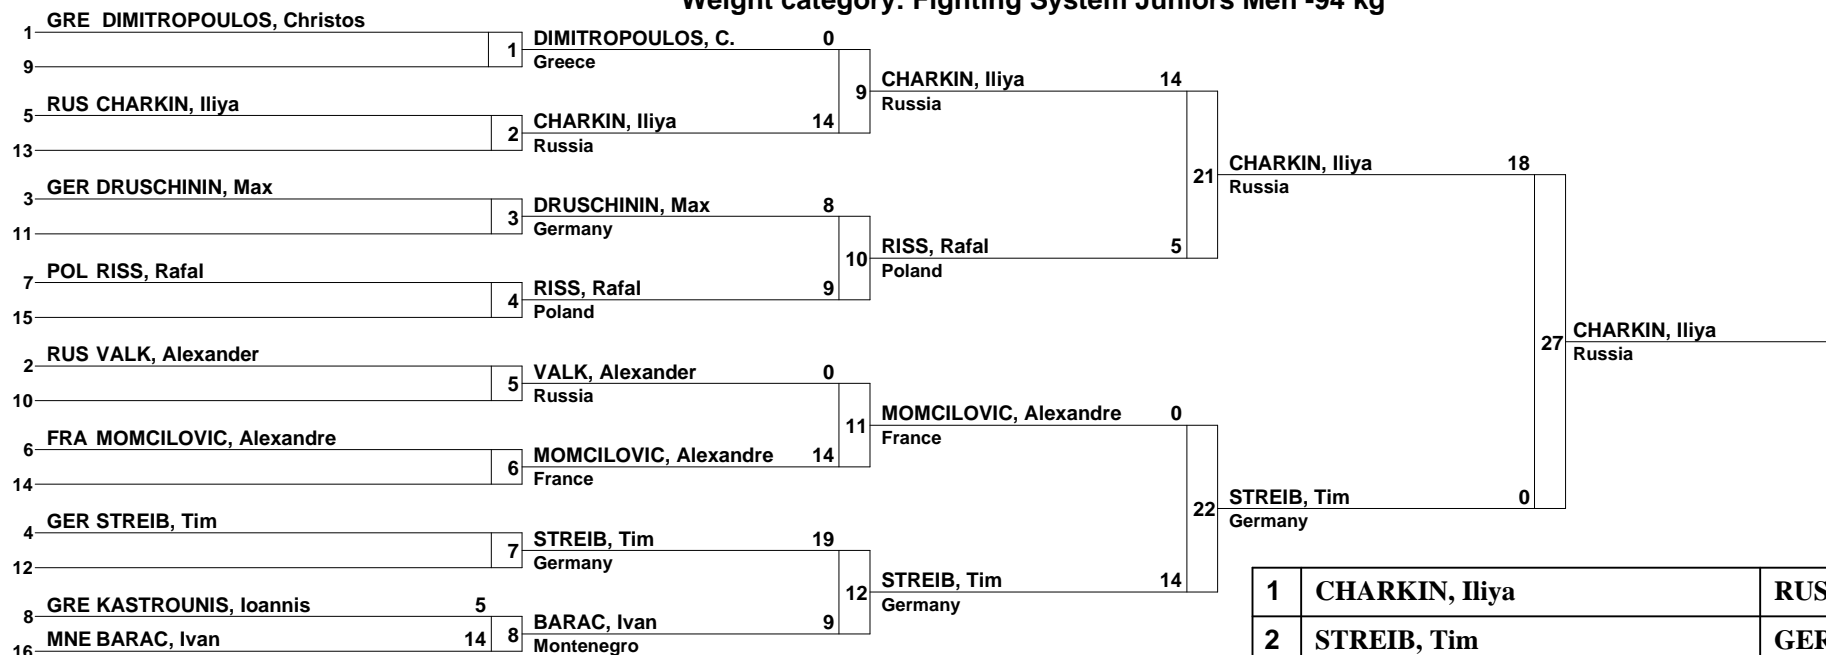 Weight category: Fighting System Juniors Men -94 kg
1 GRE DIMITROPOULOS, Christos
9
1 DIMITROPOULOS, C. 0
Greece
5 RUS CHARKIN, Iliya
13
2 CHARKIN, Iliya 14
Russia
9 CHARKIN, Iliya 14
Russia
3 GER DRUSCHININ, Max
11
3 DRUSCHININ, Max 8
Germany
7 POL RISS, Rafal
15
4 RISS, Rafal 9
Poland
10 RISS, Rafal 5
Poland
21 CHARKIN, Iliya 18
Russia
2 RUS VALK, Alexander
10
5 VALK, Alexander 0
Russia
6 FRA MOMCILOVIC, Alexandre
14
6 MOMCILOVIC, Alexandre 14
France
11 MOMCILOVIC, Alexandre 0
France
4 GER STREIB, Tim
12
7 STREIB, Tim 19
Germany
8 GRE KASTROUNIS, Ioannis 5
16 MNE BARAC, Ivan 14
8 BARAC, Ivan 9
Montenegro
12 STREIB, Tim 14
Germany
22 STREIB, Tim 0
Germany
27 CHARKIN, Iliya
Russia
1 CHARKIN, Iliya RUS
2 STREIB, Tim GER